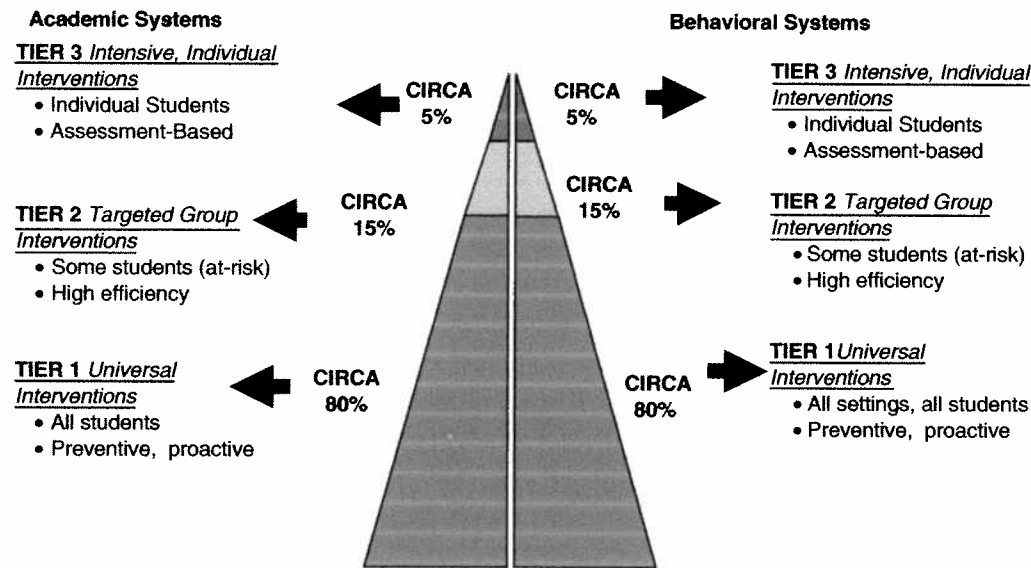 Academic Systems
TIER 3 Intensive, Individual
Interventions
• Individual Students
• Assessment-Based
CIRCA
5%
TIER 2 Targeted Group
Interventions
• Some students (at-risk)
• High efficiency
CIRCA
15%
TIER 1 Universal
Interventions
• All students
• Preventive, proactive
CIRCA
80%
Behavioral Systems
CIRCA
5%
TIER 3 Intensive, Individual
Interventions
• Individual Students
• Assessment-based
CIRCA
15%
TIER 2 Targeted Group
Interventions
• Some students (at-risk)
• High efficiency
CIRCA
80%
TIER 1 Universal
Interventions
• All settings, all students
• Preventive, proactive